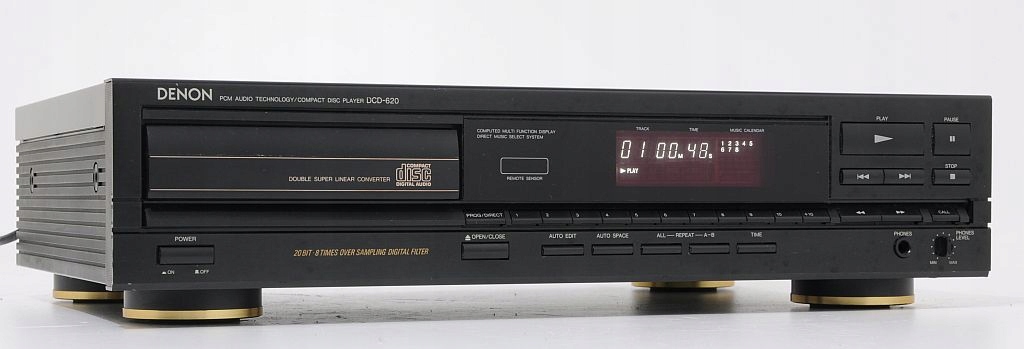 DENON PCM AUDIO TECHNOLOGY/COMPACT DISC PLAYER DCD-620
COMPUTED MULTI FUNCTION DISPLAY
DIRECT MUSIC SELECT SYSTEM
TRACK TIME MUSIC CALENDAR
01 00M 48S 1 2 3 4 5
6 7 8
PLAY
REMOTE SENSOR
COMPACT
disc
DIGITAL AUDIO
DOUBLE SUPER LINEAR CONVERTER
PLAY PAUSE
STOP
PROG/DIRECT 1 2 3 4 5 6 7 8 9 10 +10 CALL
POWER
ON OFF
20 BIT·8 TIMES OVER SAMPLING DIGITAL FILTER
OPEN/CLOSE AUTO EDIT AUTO SPACE ALL—REPEAT—A-B TIME
PHONES PHONES
LEVEL
MIN MAX